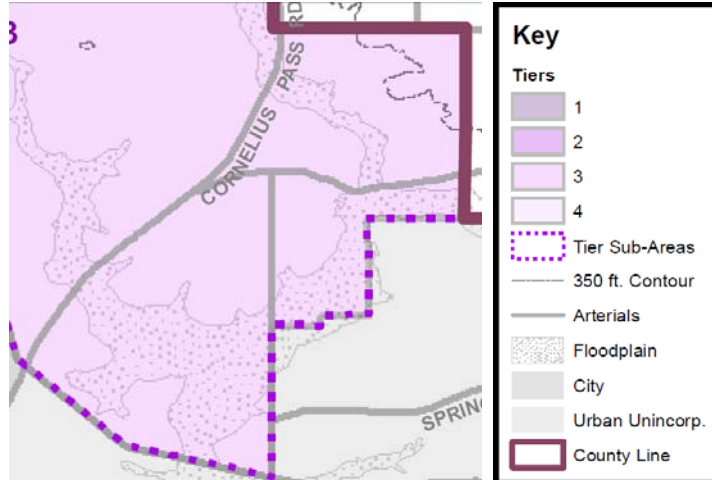 3
CORNELIUS PASS RD
SPRING
Key
Tiers
1
2
3
4
Tier Sub-Areas
350 ft. Contour
Arterials
Floodplain
City
Urban Unincorp.
County Line